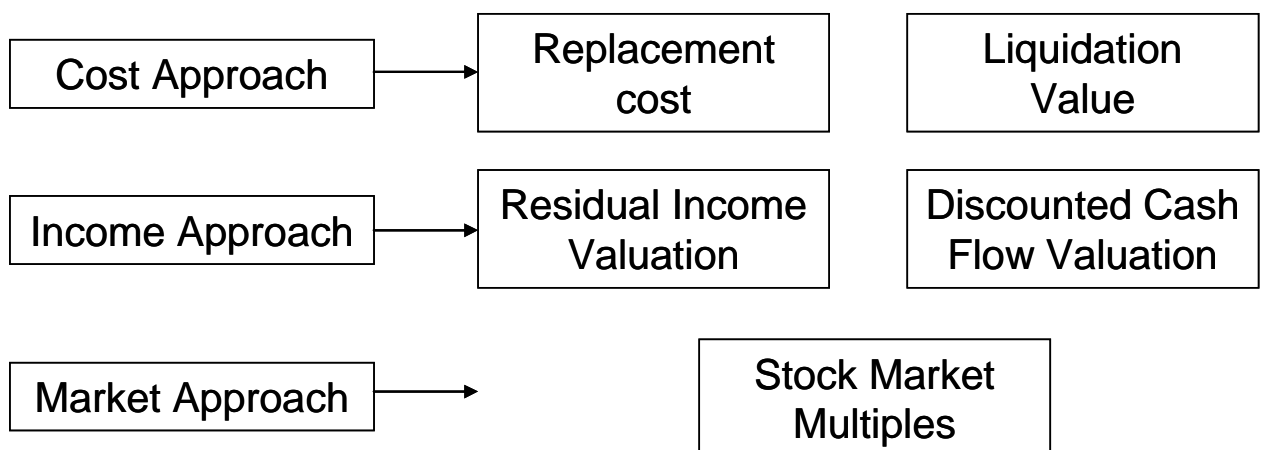 Cost Approach
Replacement
cost
Liquidation
Value
Income Approach
Residual Income
Valuation
Discounted Cash
Flow Valuation
Market Approach
Stock Market
Multiples